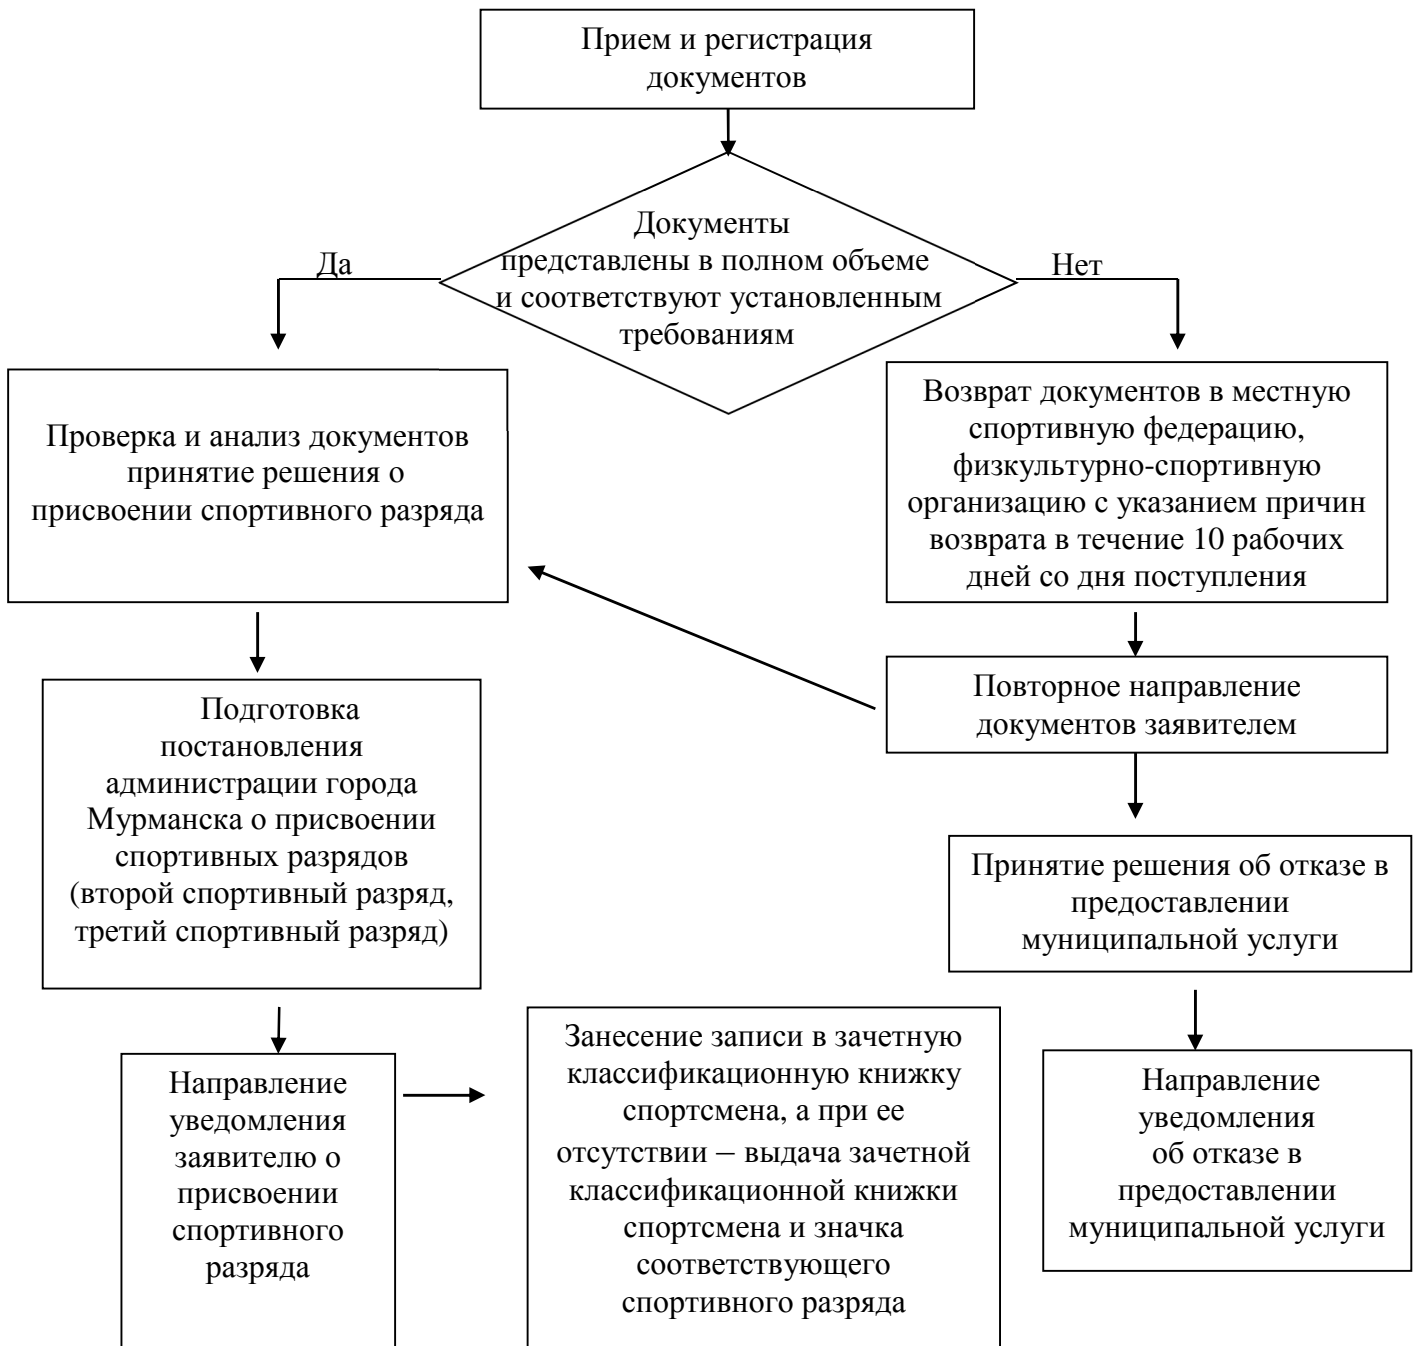 Прием и регистрация
документов
Документы
представлены в полном объеме
и соответствуют установленным
требованиям
Да
Нет
Проверка и анализ документов
принятие решения о
присвоении спортивного разряда
Возврат документов в местную
спортивную федерацию,
физкультурно-спортивную
организацию с указанием причин
возврата в течение 10 рабочих
дней со дня поступления
Повторное направление
документов заявителем
Подготовка
постановления
администрации города
Мурманска о присвоении
спортивных разрядов
(второй спортивный разряд,
третий спортивный разряд)
Принятие решения об отказе в
предоставлении
муниципальной услуги
Направление
уведомления
заявителю о
присвоении
спортивного
разряда
Занесение записи в зачетную
классификационную книжку
спортсмена, а при ее
отсутствии – выдача зачетной
классификационной книжки
спортсмена и значка
соответствующего
спортивного разряда
Направление
уведомления
об отказе в
предоставлении
муниципальной услуги